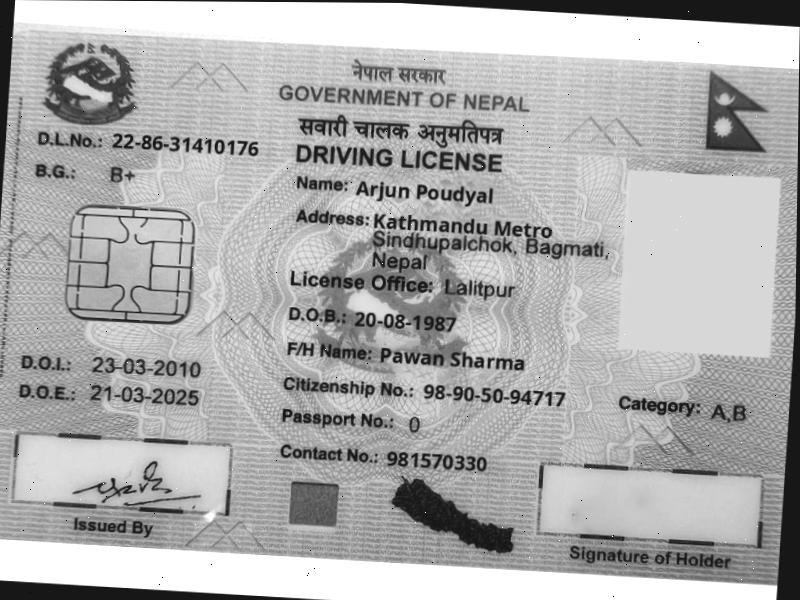 नेपाल सरकार
GOVERNMENT OF NEPAL
सवारी चालक अनुमतिपत्र
DRIVING LICENSE
D.L.No.: 22-86-31410176
B.G.: B+
Name: Arjun Poudyal
Address: Kathmandu Metro
Sindhupalchok, Bagmati,
Nepal
License Office: Lalitpur
D.O.B.: 20-08-1987
F/H Name: Pawan Sharma
D.O.I.: 23-03-2010
D.O.E.: 21-03-2025
Citizenship No.: 98-90-50-94717
Category: A,B
Passport No.: 0
Contact No.: 981570330
Issued By
Signature of Holder